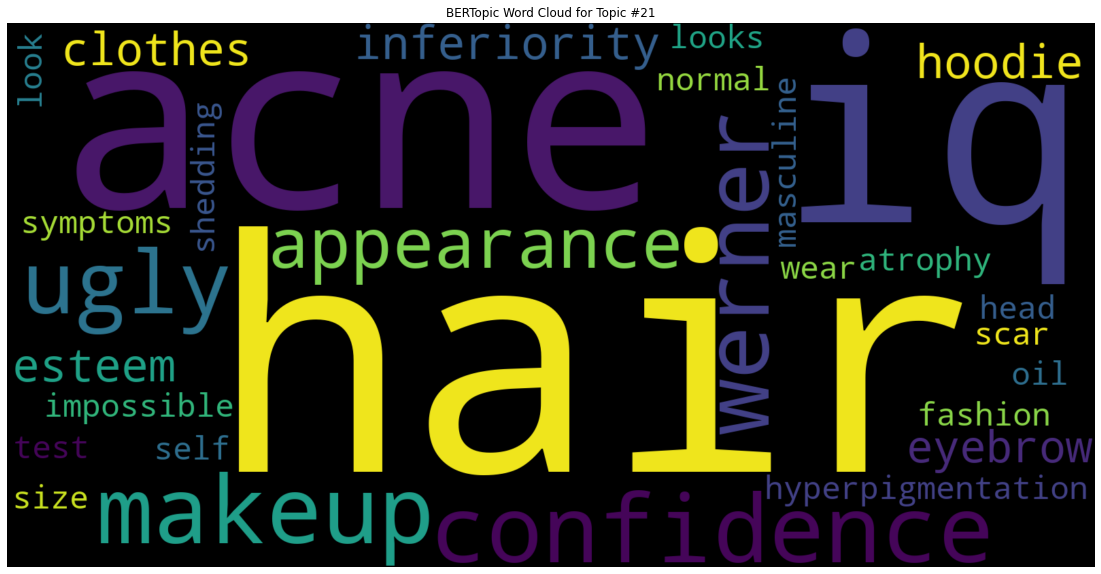 BERTopic Word Cloud for Topic #21
look
clothes
inferiority
looks
normal
hoodie
acne
iq
shedding
masculine
werner
symptoms
appearance
ugly
wear
atrophy
hair
head
scar
esteem
oil
impossible
fashion
test
self
eyebrow
size
makeup
confidence
hyperpigmentation